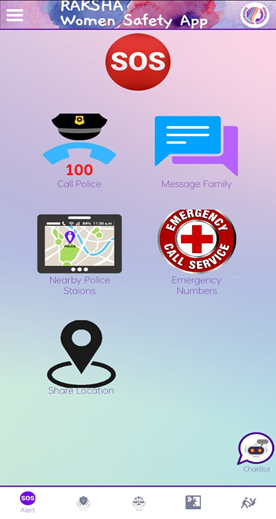 RAKSHA
Women Safety App
SOS
100
Call Police
Message Family
POLICE
EMERGENCY
CALL SERVICE
Nearby Police
Staions
Emergency
Numbers
Share Location
ChatBot
SOS
Alert